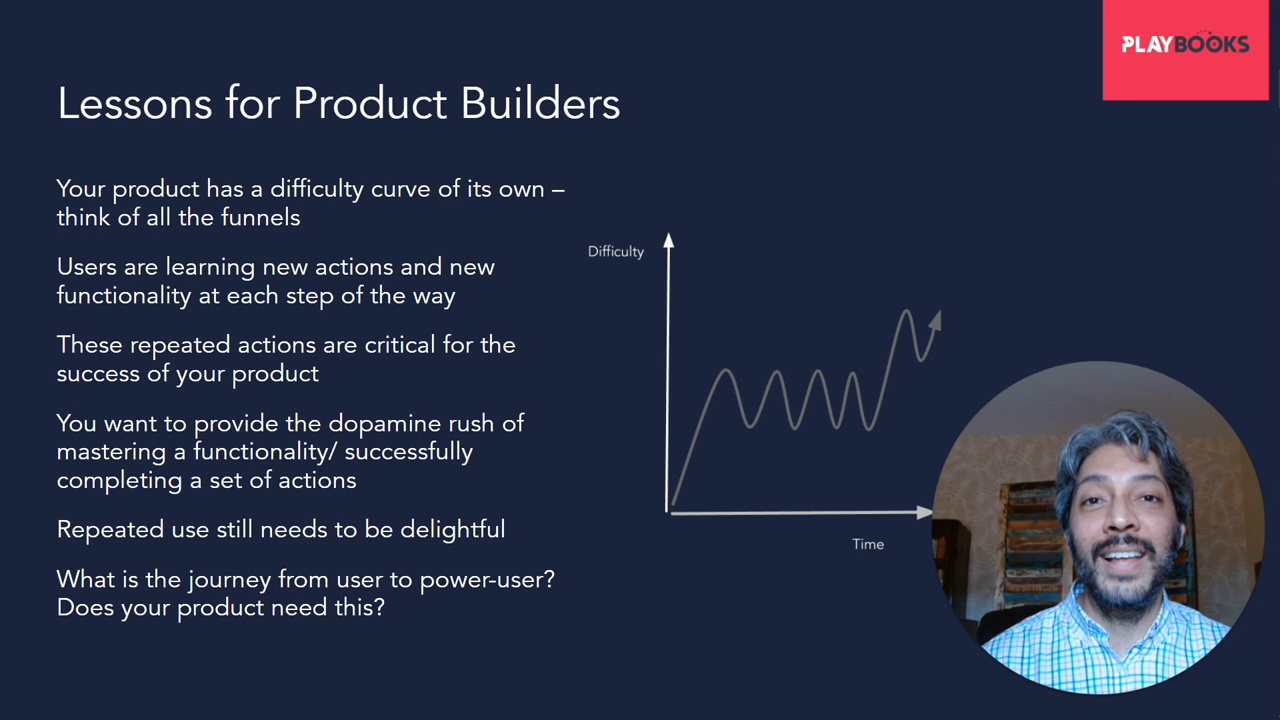 PLAYBOOKS
Lessons for Product Builders
Your product has a difficulty curve of its own –
think of all the funnels
Users are learning new actions and new
functionality at each step of the way
These repeated actions are critical for the
success of your product
You want to provide the dopamine rush of
mastering a functionality/ successfully
completing a set of actions
Repeated use still needs to be delightful
What is the journey from user to power-user?
Does your product need this?
Difficulty
Time